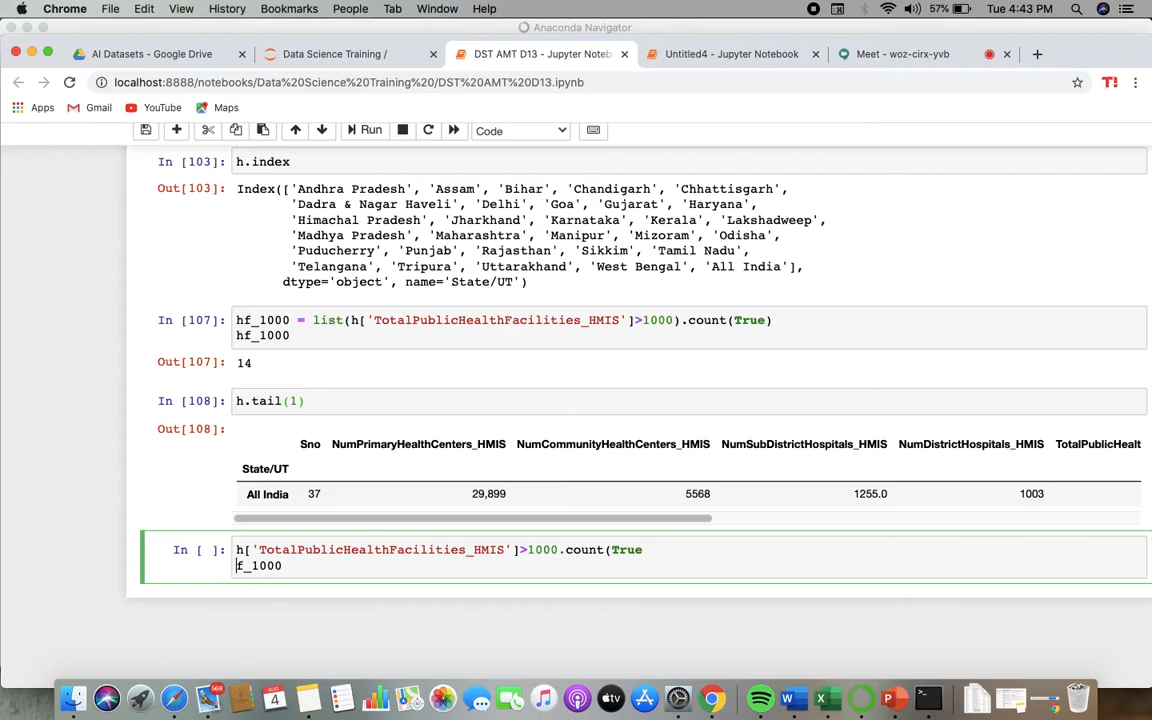 Chrome File Edit View History Bookmarks People Tab Window Help 57% Tue 4:43 PM
Anaconda Navigator
AI Datasets - Google Drive Data Science Training / DST AMT D13 - Jupyter Noteb Untitled4 - Jupyter Notebook Meet - woz-cirx-yvb
localhost:8888/notebooks/Data%20Science%20Training%20/DST%20AMT%20D13.ipynb T!
Apps Gmail YouTube Maps
Run Code
In [103]: h.index
Out[103]: Index(['Andhra Pradesh', 'Assam', 'Bihar', 'Chandigarh', 'Chhattisgarh',
'Dadra & Nagar Haveli', 'Delhi', 'Goa', 'Gujarat', 'Haryana',
'Himachal Pradesh', 'Jharkhand', 'Karnataka', 'Kerala', 'Lakshadweep',
'Madhya Pradesh', 'Maharashtra', 'Manipur', 'Mizoram', 'Odisha',
'Puducherry', 'Punjab', 'Rajasthan', 'Sikkim', 'Tamil Nadu',
'Telangana', 'Tripura', 'Uttarakhand', 'West Bengal', 'All India'],
dtype='object', name='State/UT')
In [107]: hf_1000 = list(h['TotalPublicHealthFacilities_HMIS']>1000).count(True)
hf_1000
Out[107]: 14
In [108]: h.tail(1)
Out[108]:
Sno NumPrimaryHealthCenters_HMIS NumCommunityHealthCenters_HMIS NumSubDistrictHospitals_HMIS NumDistrictHospitals_HMIS TotalPublicHealt
State/UT
All India 37 29,899 5568 1255.0 1003
In [ ]: h['TotalPublicHealthFacilities_HMIS']>1000.count(True
f_1000
568 AUG 4 tv W X P >_